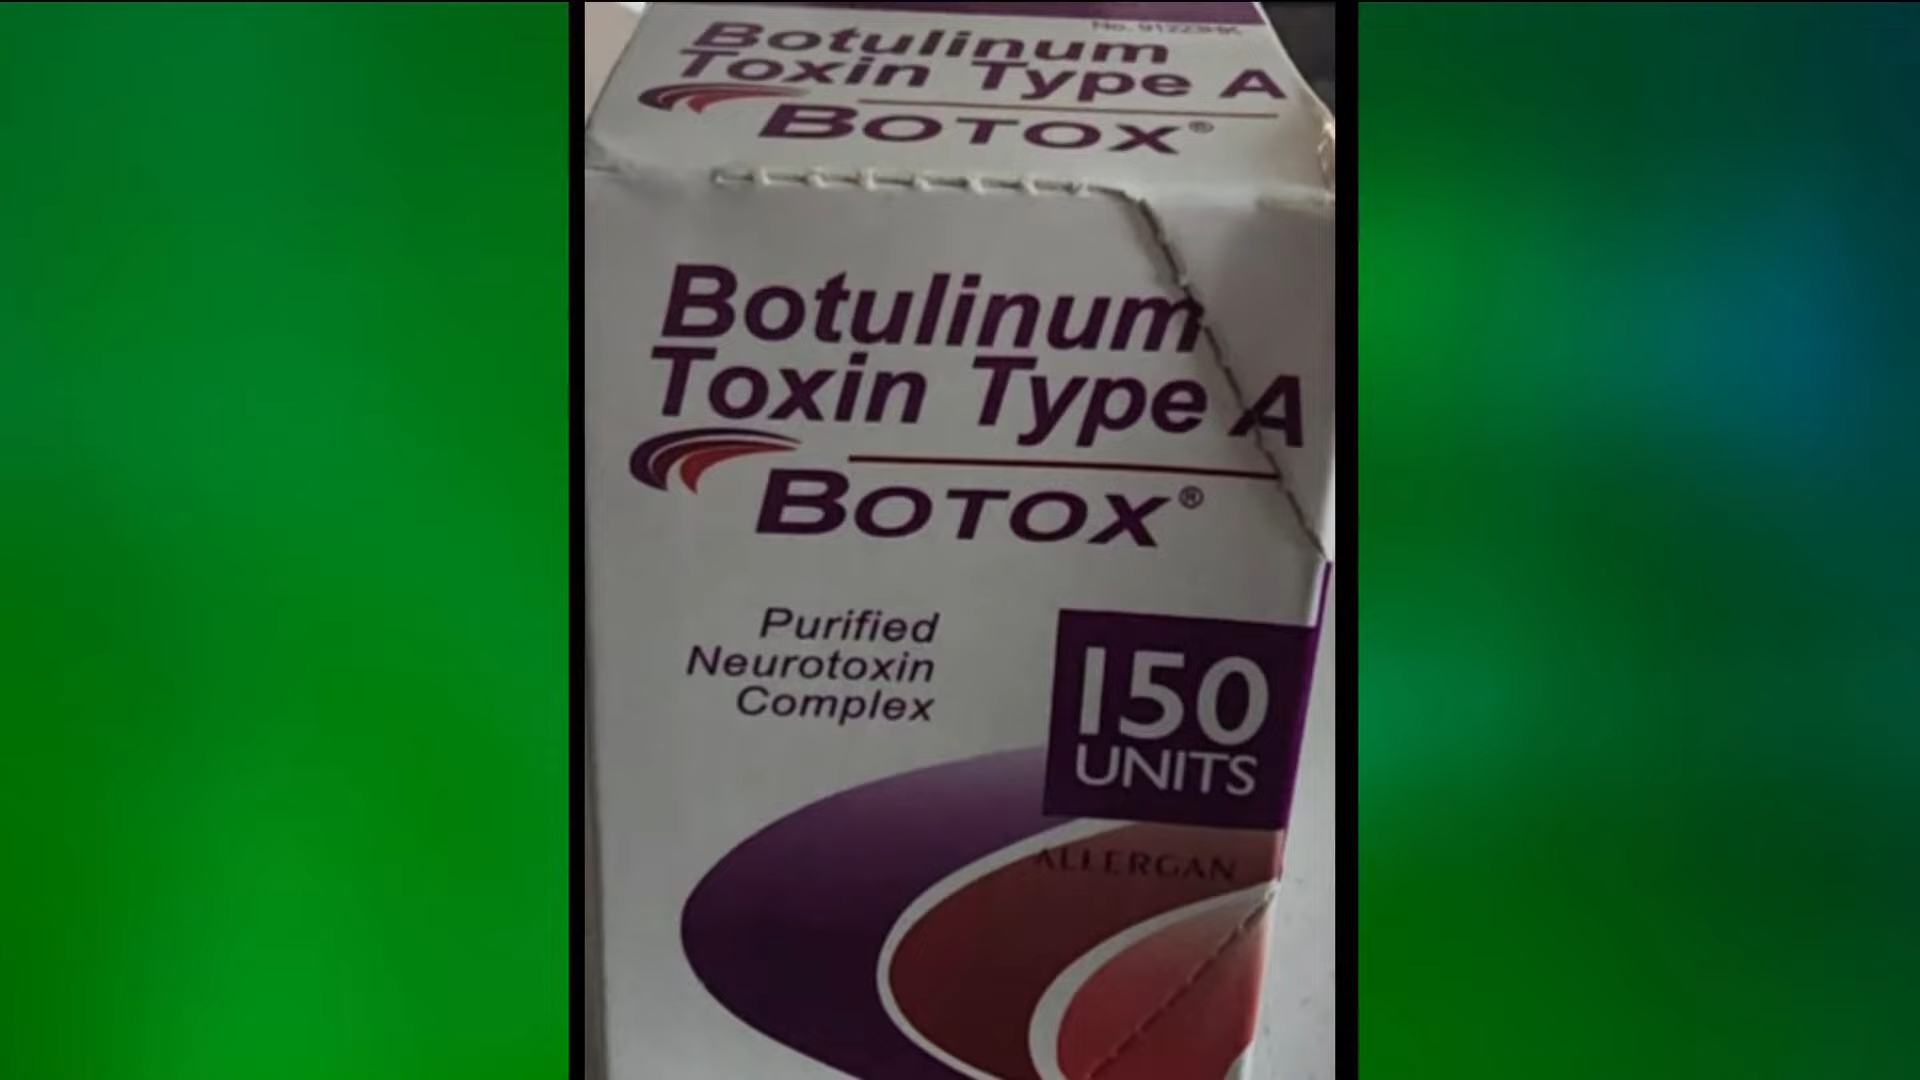 Botulinum
Toxin Type A
BOTOX®
Botulinum
Toxin Type A
BOTOX®
Purified
Neurotoxin
Complex
150
UNITS
ALLERGAN